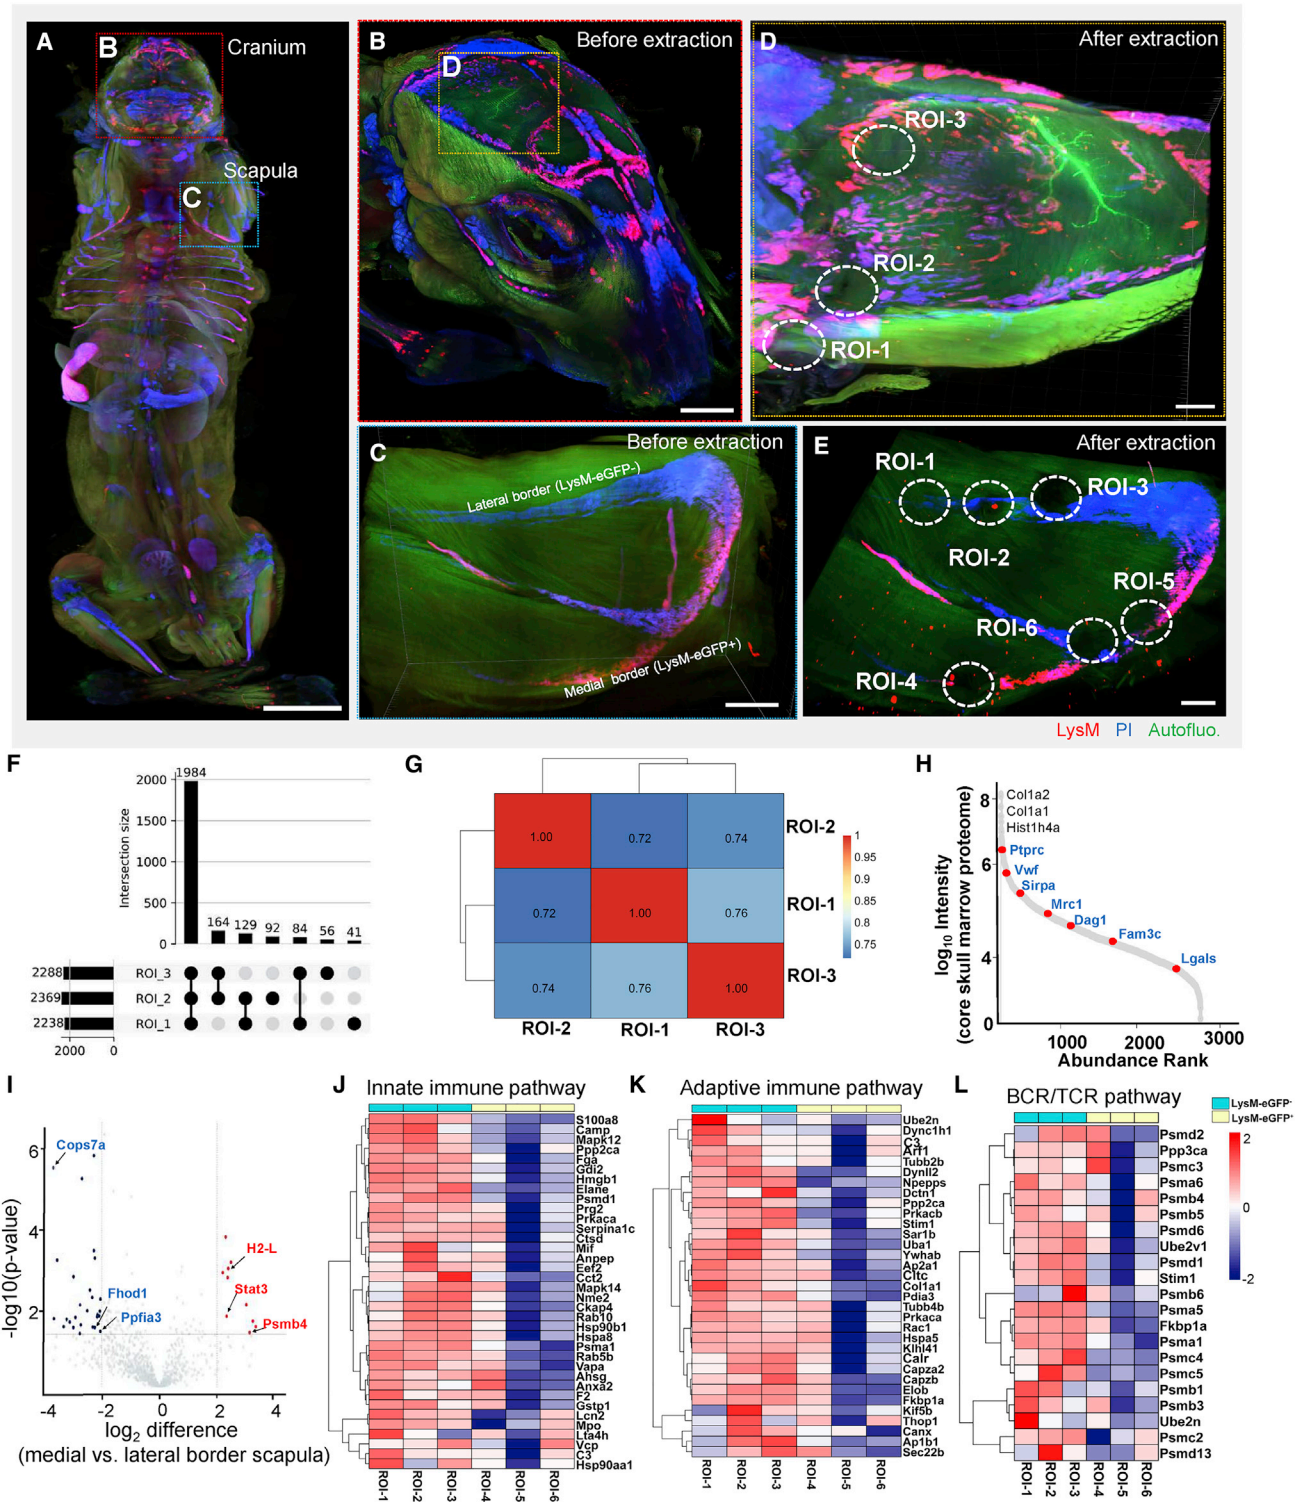 A
B
Cranium
Scapula
C
B
Before extraction
D
D
After extraction
ROI-3
ROI-2
ROI-1
C
Before extraction
Lateral border (LysM-eGFP-)
Medial border (LysM-eGFP+)
E
After extraction
ROI-1
ROI-3
ROI-2
ROI-5
ROI-6
ROI-4
LysM PI Autofluo.
F
Intersection size
2000
1500
1000
500
0
1984
164
129
92
84
56
41
2288 ROI_3
2369 ROI_2
2238 ROI_1
2000 0
G
1.00 0.72 0.74 ROI-2
0.72 1.00 0.76 ROI-1
0.74 0.76 1.00 ROI-3
ROI-2 ROI-1 ROI-3
1
0.95
0.9
0.85
0.8
0.75
H
log10 Intensity
(core skull marrow proteome)
8
6
4
0
Col1a2
Col1a1
Hist1h4a
Ptprc
Vwf
Sirpa
Mrc1
Dag1
Fam3c
Lgals
1000 2000 3000
Abundance Rank
I
-log10(p-value)
6
4
2
Cops7a
H2-L
Stat3
Fhod1
Ppfia3
Psmb4
-4 -2 0 2 4
log2 difference
(medial vs. lateral border scapula)
J
Innate immune pathway
S100a8
Camp
Mapk12
Ppp2ca
Fga
Gdi2
Hmgb1
Elane
Psmd1
Prg2
Prkaca
Serpina1c
Ctsd
Mif
Anpep
Eef2
Cct2
Mapk14
Nme2
Ckap4
Rab10
Hsp90b1
Hspa8
Psma1
Rab5b
Vapa
Ahsg
Anxa2
F2
Gstp1
Lcn2
Mpo
Lta4h
Vcp
C3
Hsp90aa1
ROI-1 ROI-2 ROI-3 ROI-4 ROI-5 ROI-6
K
Adaptive immune pathway
Ube2n
Dync1h1
C3
Arf1
Tubb2b
Dynll2
Npepps
Dctn1
Ppp2ca
Prkacb
Stim1
Sar1b
Uba1
Ywhab
Ap2a1
Cltc
Col1a1
Pdia3
Tubb4b
Prkaca
Rac1
Hspa5
Klhl41
Calr
Capza2
Capzb
Elob
Fkbp1a
Kif5b
Thop1
Canx
Ap1b1
Sec22b
ROI-1 ROI-2 ROI-3 ROI-4 ROI-5 ROI-6
L
BCR/TCR pathway
Psmd2
Ppp3ca
Psmc3
Psma6
Psmb4
Psmb5
Psmd6
Ube2v1
Psmd1
Stim1
Psmb6
Psma5
Fkbp1a
Psma1
Psmc4
Psmc5
Psmb1
Psmb3
Ube2n
Psmc2
Psmd13
ROI-1 ROI-2 ROI-3 ROI-4 ROI-5 ROI-6
LysM-eGFP-
LysM-eGFP+
2
1
0
-1
-2